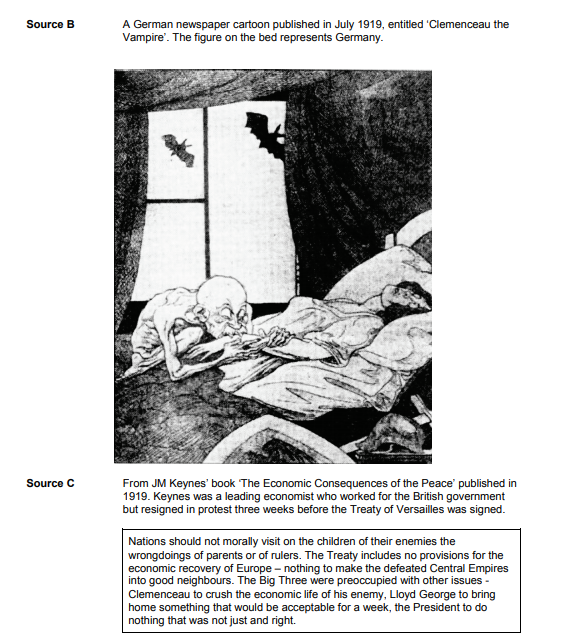 Source B
A German newspaper cartoon published in July 1919, entitled ‘Clemenceau the
Vampire’. The figure on the bed represents Germany.
Source C
From JM Keynes’ book ‘The Economic Consequences of the Peace’ published in
1919. Keynes was a leading economist who worked for the British government
but resigned in protest three weeks before the Treaty of Versailles was signed.
Nations should not morally visit on the children of their enemies the
wrongdoings of parents or of rulers. The Treaty includes no provisions for the
economic recovery of Europe – nothing to make the defeated Central Empires
into good neighbours. The Big Three were preoccupied with other issues -
Clemenceau to crush the economic life of his enemy, Lloyd George to bring
home something that would be acceptable for a week, the President to do
nothing that was not just and right.